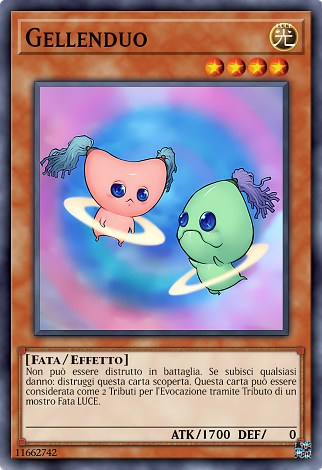 Gellenduo
光
[Fata/Effetto]
Non può essere distrutto in battaglia. Se subisci qualsiasi
danno: distruggi questa carta scoperta. Questa carta può essere
considerata come 2 Tributi per l'Evocazione tramite Tributo di un
mostro Fata LUCE.
ATK/1700 DEF/ 0
11662742